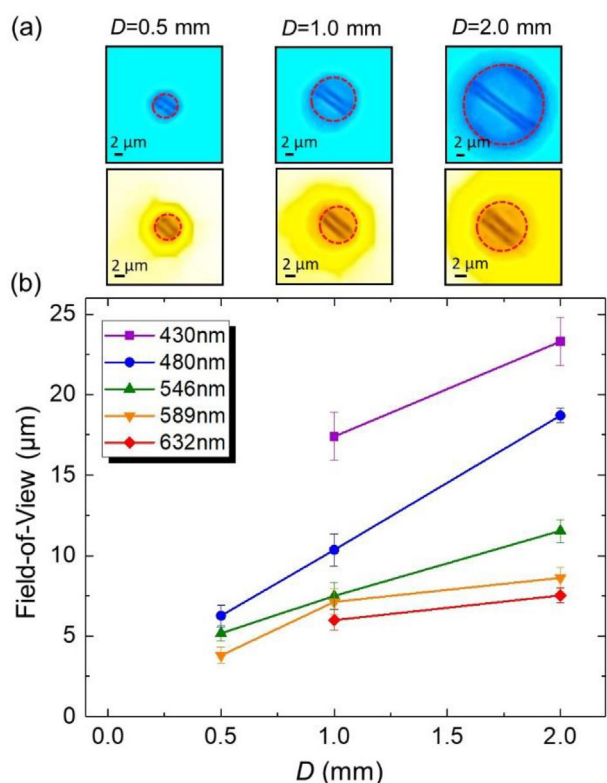 (a)
D=0.5 mm D=1.0 mm D=2.0 mm
2 μm 2 μm 2 μm
2 μm 2 μm 2 μm
(b)
25
20
15
10
5
0
Field-of-View (μm)
430nm
480nm
546nm
589nm
632nm
0.0 0.5 1.0 1.5 2.0
D (mm)